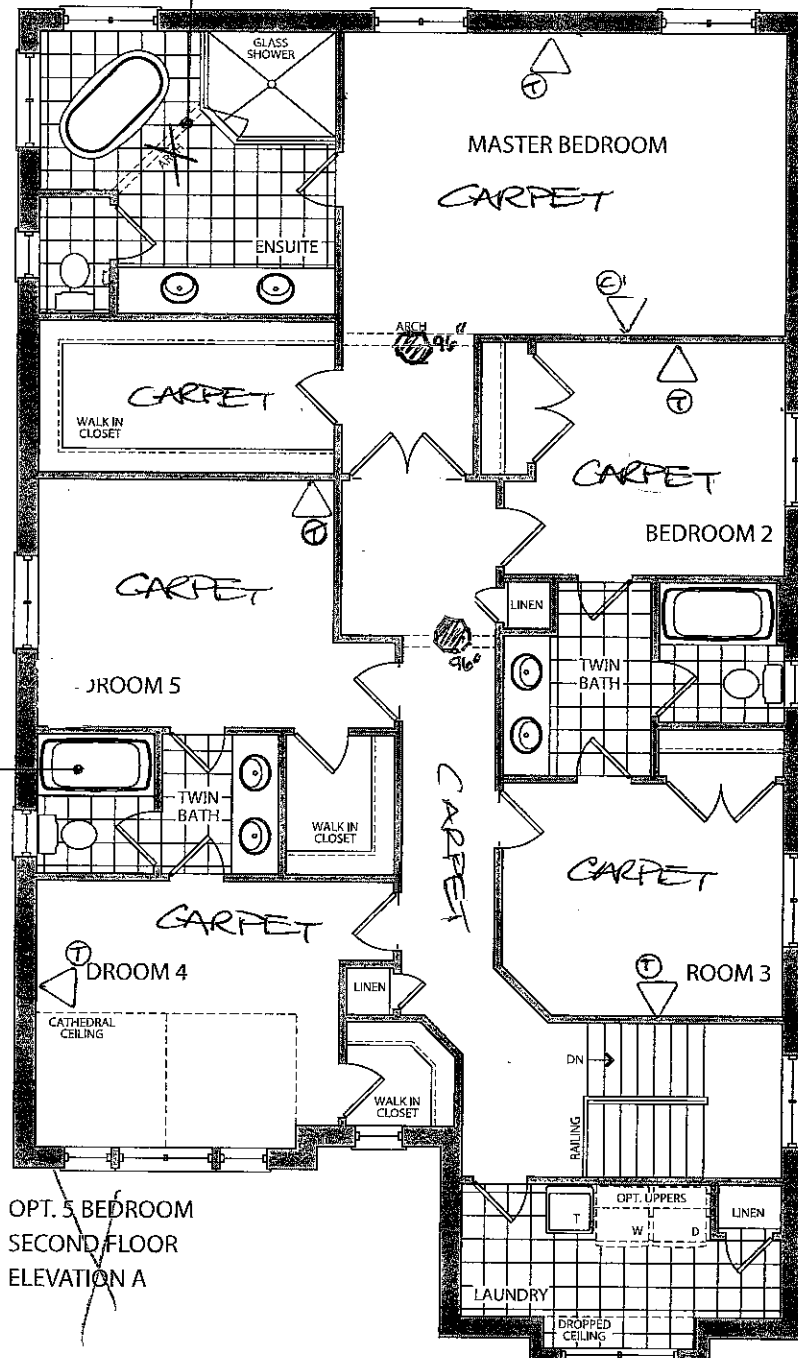 GLASS
SHOWER
T
MASTER BEDROOM
CARPET
ARCH
ENSUITE
C
ARCH
96"
T
CARPET
WALK IN
CLOSET
CARPET
BEDROOM 2
T
CARPET
LINEN
96"
TWIN
BATH
ROOM 5
TWIN
BATH
WALK IN
CLOSET
CARPET
CARPET
CARPET
T
DROOM 4
T
ROOM 3
LINEN
CATHEDRAL
CEILING
DN
WALK IN
CLOSET
RAILING
OPT. 5 BEDROOM
SECOND FLOOR
ELEVATION A
OPT. UPPERS
T
W
D
LINEN
LAUNDRY
DROPPED
CEILING